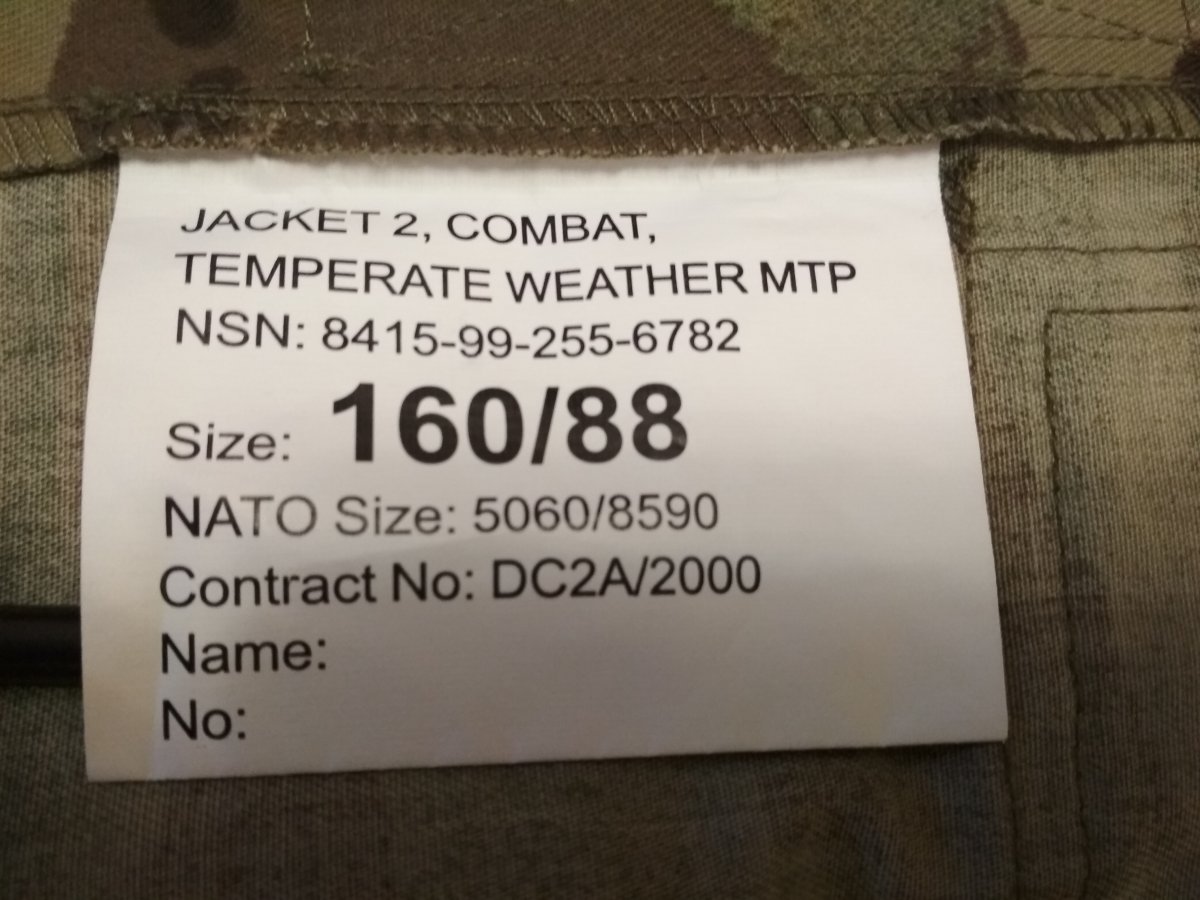 JACKET 2, COMBAT,
TEMPERATE WEATHER MTP
NSN: 8415-99-255-6782
Size: 160/88
NATO Size: 5060/8590
Contract No: DC2A/2000
Name:
No: